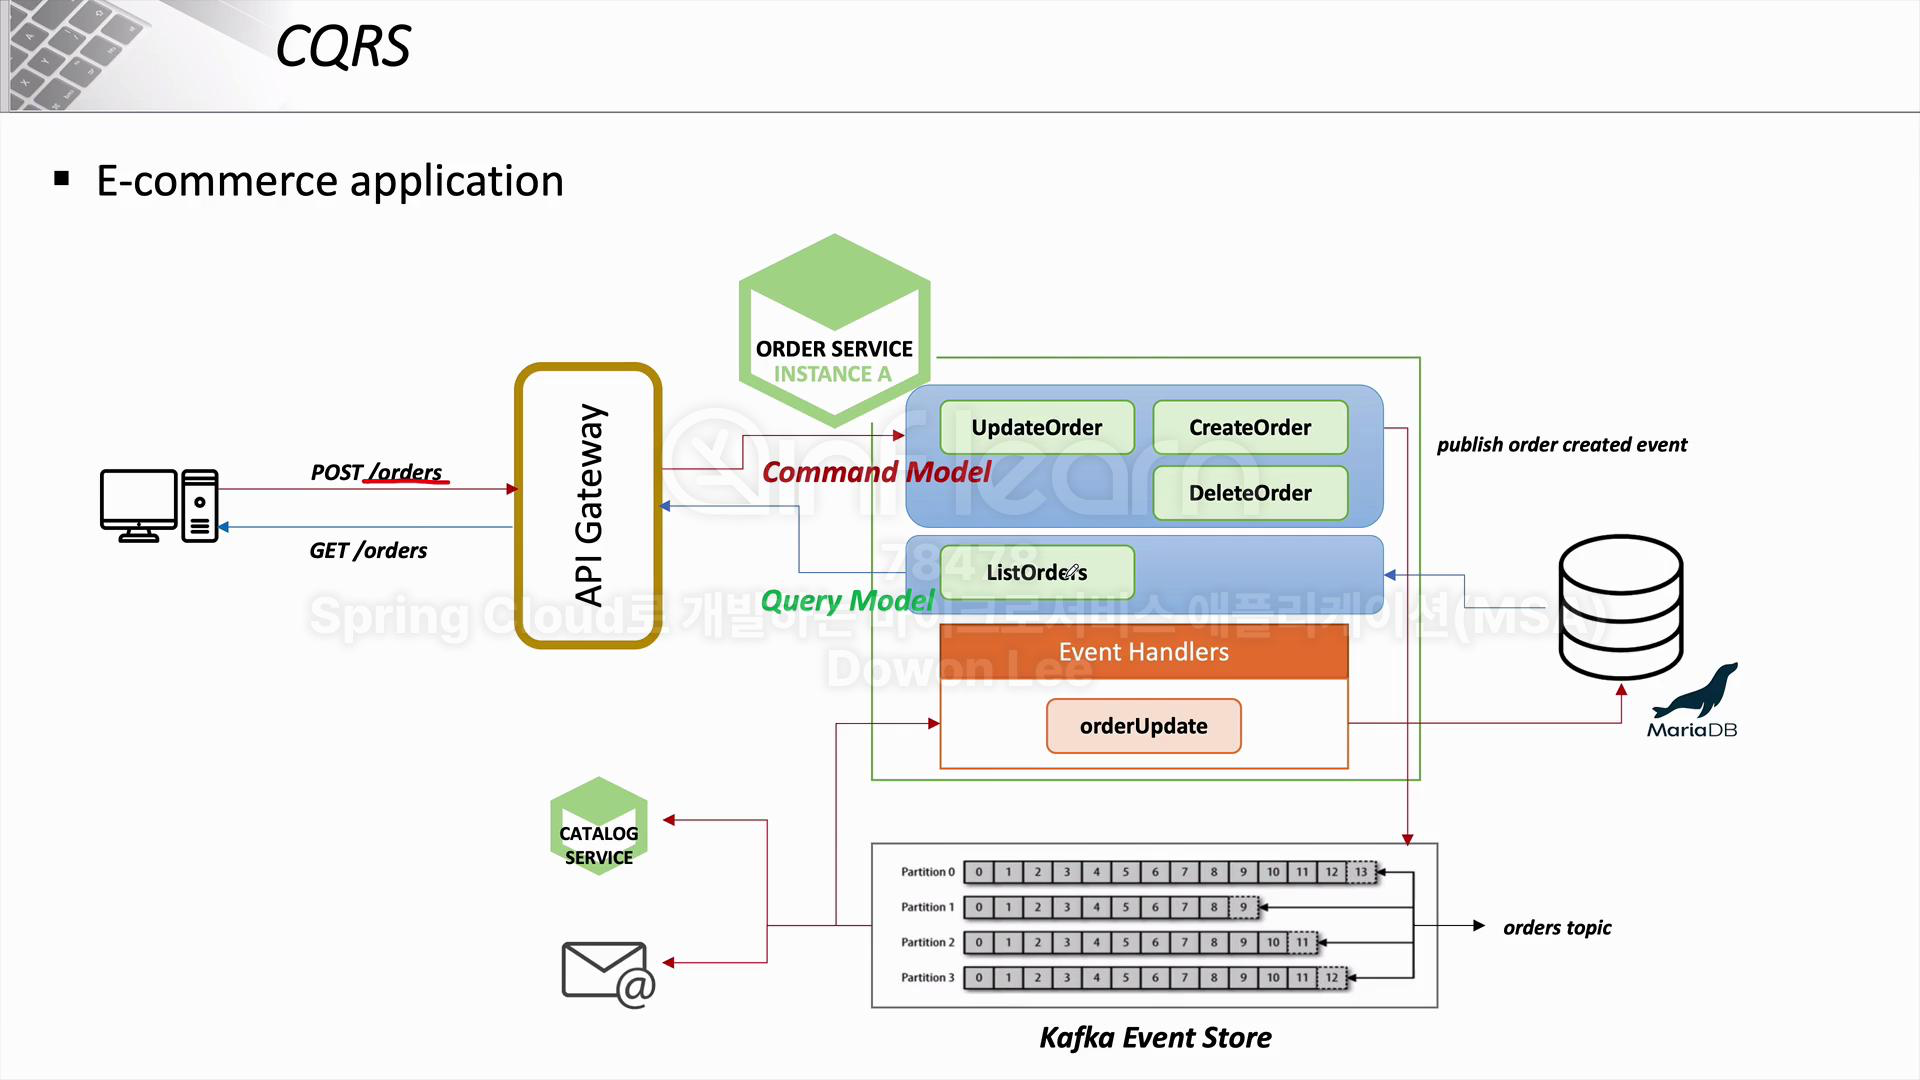 CQRS
▪ E-commerce application
ORDER SERVICE
INSTANCE A
API Gateway
POST /orders
GET /orders
UpdateOrder
CreateOrder
DeleteOrder
Command Model
publish order created event
ListOrders
Query Model
Event Handlers
orderUpdate
MariaDB
inflearn
78478
Spring Cloud로 개발하는 마이크로서비스 애플리케이션(MSA)
Dowon Lee
CATALOG
SERVICE
@
Partition 0 0 1 2 3 4 5 6 7 8 9 10 11 12 13
Partition 1 0 1 2 3 4 5 6 7 8 9
Partition 2 0 1 2 3 4 5 6 7 8 9 10 11
Partition 3 0 1 2 3 4 5 6 7 8 9 10 11 12
orders topic
Kafka Event Store